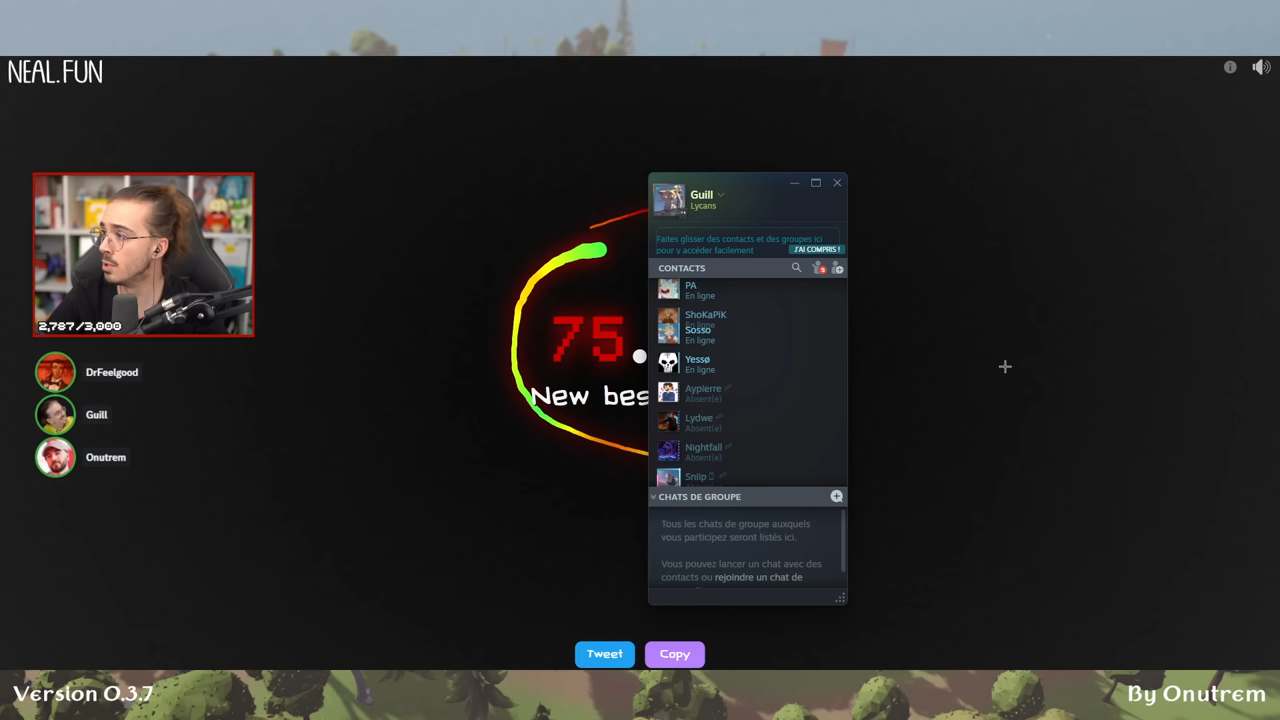 NEAL.FUN
Guill
Lycans
Faites glisser des contacts et des groupes ici
pour y accéder facilement
J'AI COMPRIS !
CONTACTS
5
PA
En ligne
ShoKaPiK
En ligne
Sosso
En ligne
Yessø
En ligne
Aypierre
Absent(e)
Lydwe
Absent(e)
Nightfall
Absent(e)
CHATS DE GROUPE
Tous les chats de groupe auxquels
vous participez seront listés ici.
Vous pouvez lancer un chat avec des
contacts ou rejoindre un chat de
75.
New bes
2,787/3,000
DrFeelgood
Guill
Onutrem
Tweet
Copy
Version 0.3.7
By Onutrem